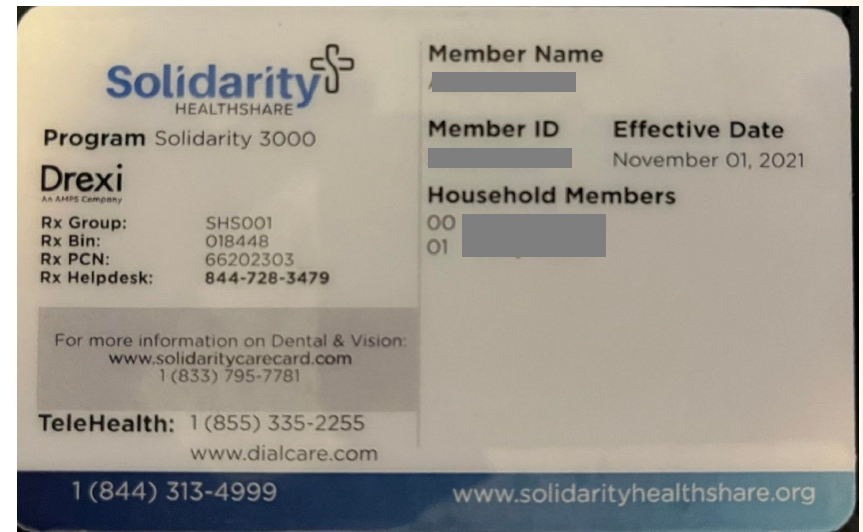 Solidarity
HEALTHSHARE
Program Solidarity 3000
Drexi
An AMPS Company
Rx Group: SHS001
Rx Bin: 018448
Rx PCN: 66202303
Rx Helpdesk: 844-728-3479
For more information on Dental & Vision:
www.solidaritycarecard.com
1 (833) 795-7781
TeleHealth: 1 (855) 335-2255
www.dialcare.com
Member Name
Member ID Effective Date
November 01, 2021
Household Members
00
01
1 (844) 313-4999 www.solidarityhealthshare.org